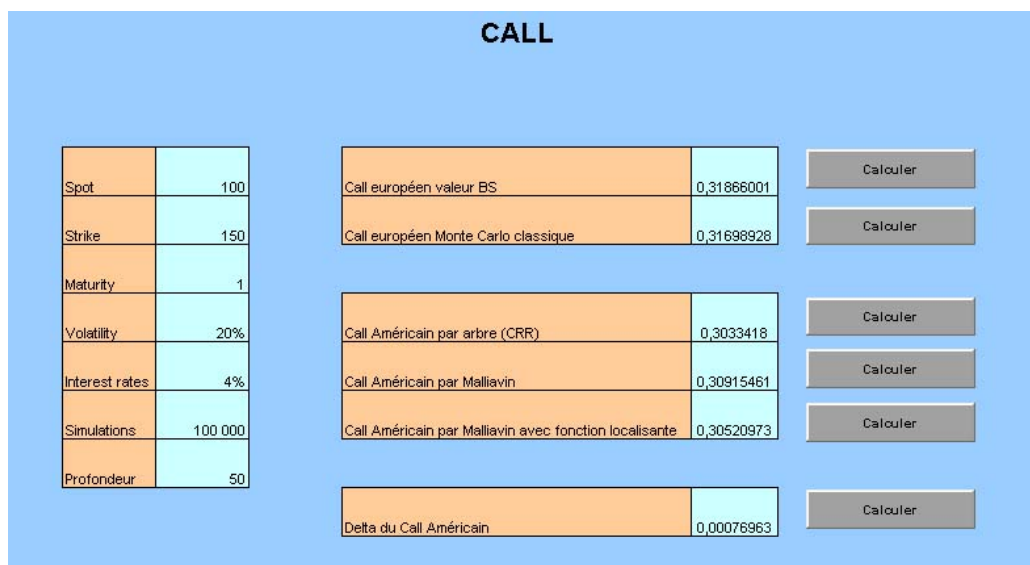 CALL
Spot 100
Strike 150
Maturity 1
Volatility 20%
Interest rates 4%
Simulations 100 000
Profondeur 50
Call européen valeur BS 0,31866001 Calculer
Call européen Monte Carlo classique 0,31698928 Calculer
Call Américain par arbre (CRR) 0,3033418 Calculer
Call Américain par Malliavin 0,30915461 Calculer
Call Américain par Malliavin avec fonction localisante 0,30520973 Calculer
Delta du Call Américain 0,00076963 Calculer